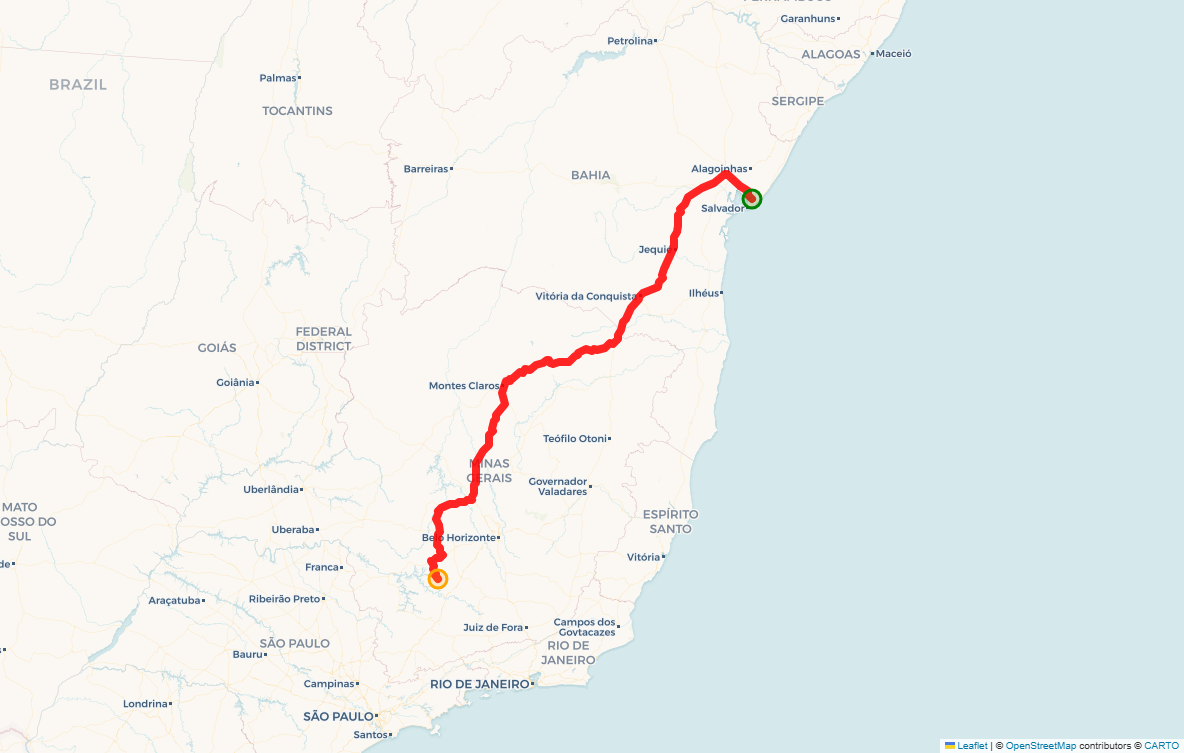 PERNAMBUCO
Garanhuns
Petrolina
ALAGOAS
Maceió
Palmas
BRAZIL
SERGIPE
TOCANTINS
Barreiras
Alagoinhas
BAHIA
Salvador
Jequié
Vitória da Conquista
Ilhéus
FEDERAL
DISTRICT
GOIÁS
Goiânia
Montes Claros
Teófilo Otoni
MINAS
GERAIS
Governador
Valadares
Uberlândia
MATO
OSSO DO
SUL
ESPÍRITO
SANTO
Uberaba
Belo Horizonte
Vitória
de
Franca
Araçatuba
Ribeirão Preto
Juiz de Fora
Campos dos
Govtacazes
SÃO PAULO
RIO DE
JANEIRO
Bauru
Campinas
RIO DE JANEIRO
Londrina
SÃO PAULO
Santos
Leaflet | © OpenStreetMap contributors © CARTO